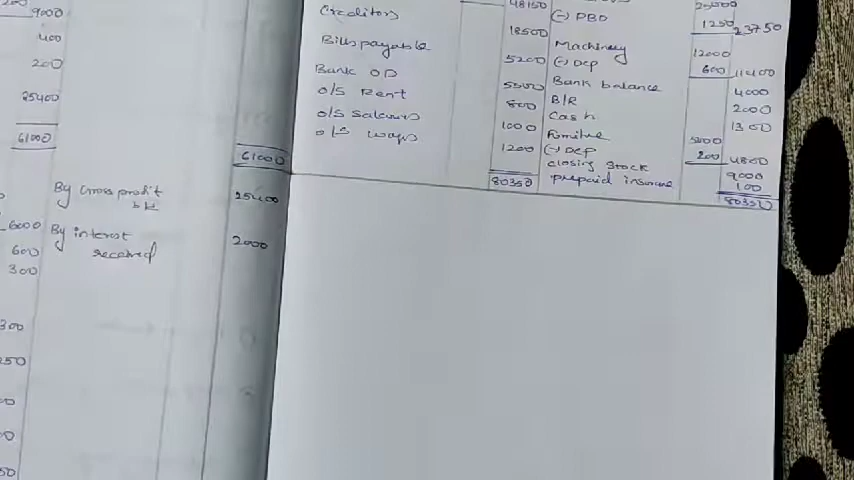 9000
400
200
25400
61000
61000
By Gross profit
b/d
25400
6000
By interest
received
2000
600
300
300
250
50
48150
(-) PBD
25000
1250
23750
Creditors
18500
Machinery
12000
Bills payable
5200
(-) Dep
600
11400
Bank OD
5500
Bank balance
4000
o/s Rent
800
B/R
2000
o/s Salaries
1000
Cash
1300
o/s wages
1200
Furniture
5000
(-) Dep
200
4800
closing stock
9000
prepaid insurance
100
80350
80350